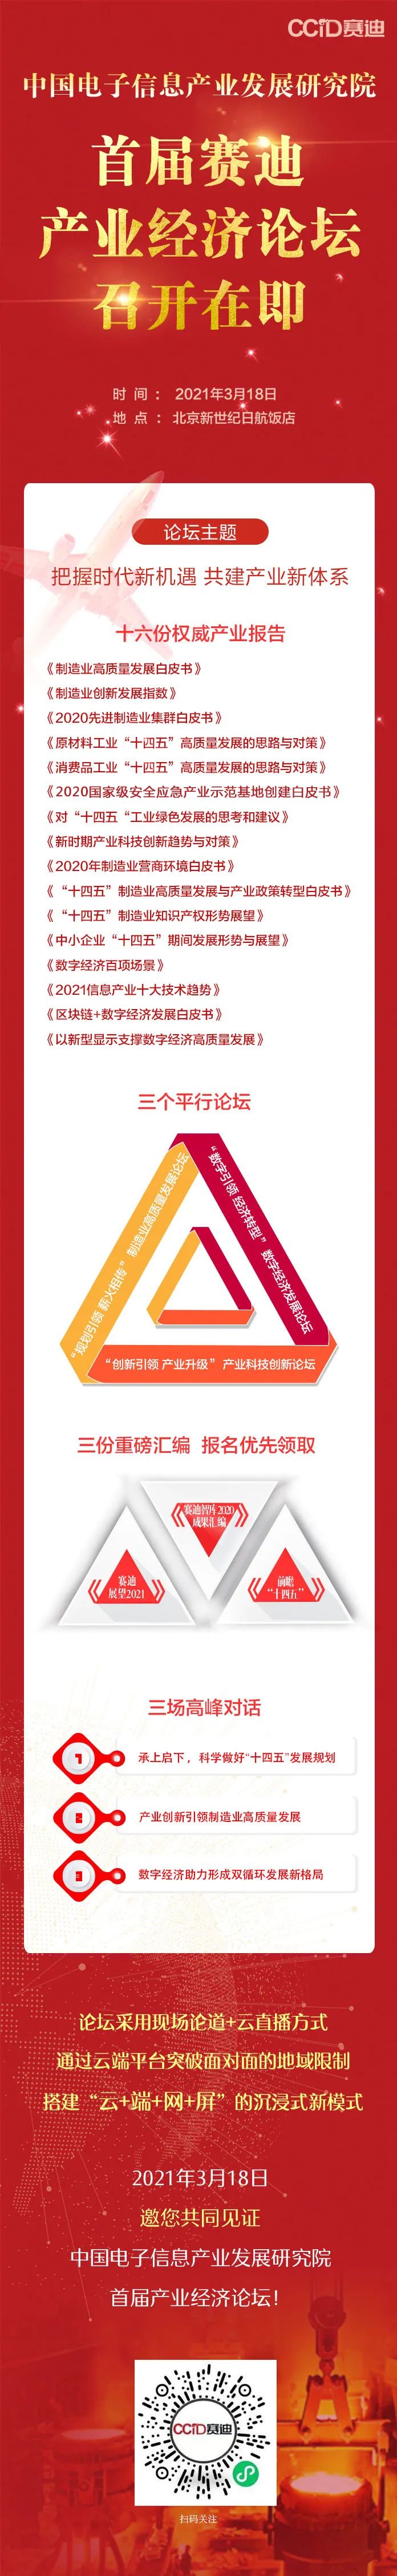 CCID赛迪
中国电子信息产业发展研究院
首届赛迪
产业经济论坛
召开在即
时 间 ： 2021年3月18日
地 点 ：北京新世纪日航饭店
论坛主题
把握时代新机遇 共建产业新体系
十六份权威产业报告
《制造业高质量发展白皮书》
《制造业创新发展指数》
《2020先进制造业集群白皮书》
《原材料工业“十四五”高质量发展的思路与对策》
《消费品工业“十四五”高质量发展的思路与对策》
《2020国家级安全应急产业示范基地创建白皮书》
《对“十四五“工业绿色发展的思考和建议》
《新时期产业科技创新趋势与对策》
《2020年制造业营商环境白皮书》
《“十四五”制造业高质量发展与产业政策转型白皮书》
《“十四五”制造业知识产权形势展望》
《中小企业“十四五”期间发展形势与展望》
《数字经济百项场景》
《2021信息产业十大技术趋势》
《区块链+数字经济发展白皮书》
《以新型显示支撑数字经济高质量发展》
三个平行论坛
“规划引领 薪火相传” 制造业高质量发展论坛
“数字引领 经济转型” 数字经济发展论坛
“创新引领 产业升级” 产业科技创新论坛
三份重磅汇编 报名优先领取
《赛迪智库2020
成果汇编》
《赛迪
展望2021》
《前瞻
“十四五”》
三场高峰对话
1 承上启下，科学做好“十四五”发展规划
2 产业创新引领制造业高质量发展
3 数字经济助力形成双循环发展新格局
论坛采用现场论道+云直播方式
通过云端平台突破面对面的地域限制
搭建“云+端+网+屏”的沉浸式新模式
2021年3月18日
邀您共同见证
中国电子信息产业发展研究院
首届产业经济论坛！
CCID赛迪
扫码关注